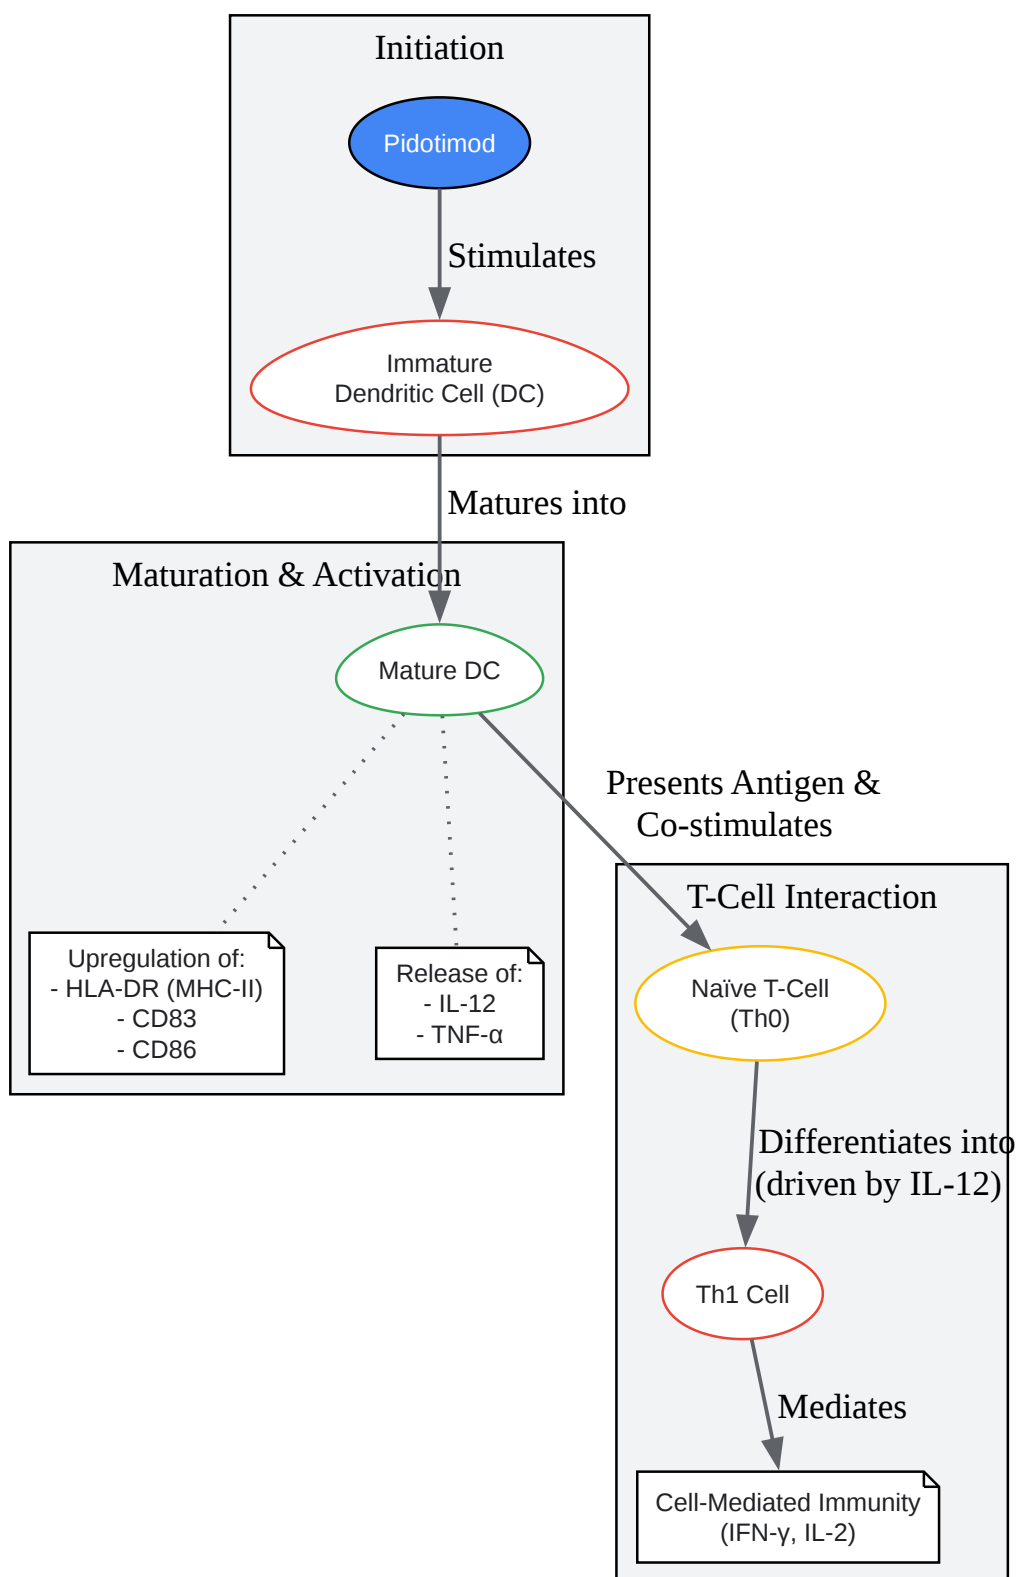 Initiation
Pidotimod
Stimulates
Immature
Dendritic Cell (DC)
Matures into
Maturation & Activation
Mature DC
Presents Antigen &
Co-stimulates
T-Cell Interaction
Upregulation of:
- HLA-DR (MHC-II)
- CD83
- CD86
Release of:
- IL-12
- TNF-α
Naïve T-Cell
(Th0)
Differentiates into
(driven by IL-12)
Th1 Cell
Mediates
Cell-Mediated Immunity
(IFN-γ, IL-2)